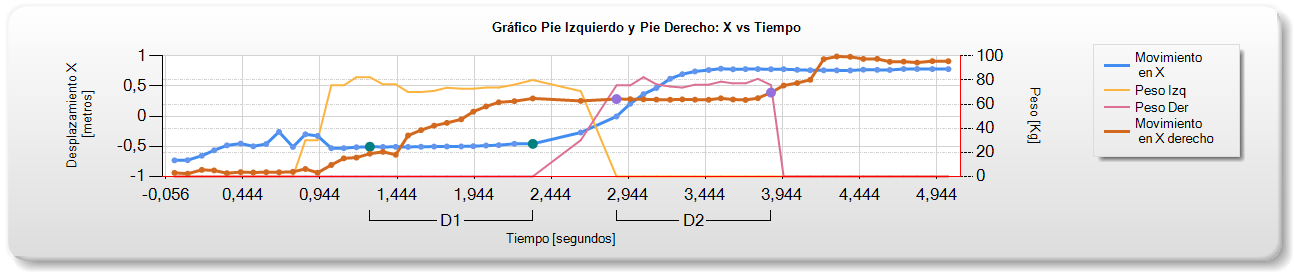 Gráfico Pie Izquierdo y Pie Derecho: X vs Tiempo
Desplazamiento X
[metros]
1
0,5
0
-0,5
-1
100
80
60
40
20
0
Peso [Kg]
-0,056 0,444 0,944 1,444 1,944 2,444 2,944 3,444 3,944 4,444 4,944
D1 D2
Tiempo [segundos]
Movimiento
en X
Peso Izq
Peso Der
Movimiento
en X derecho